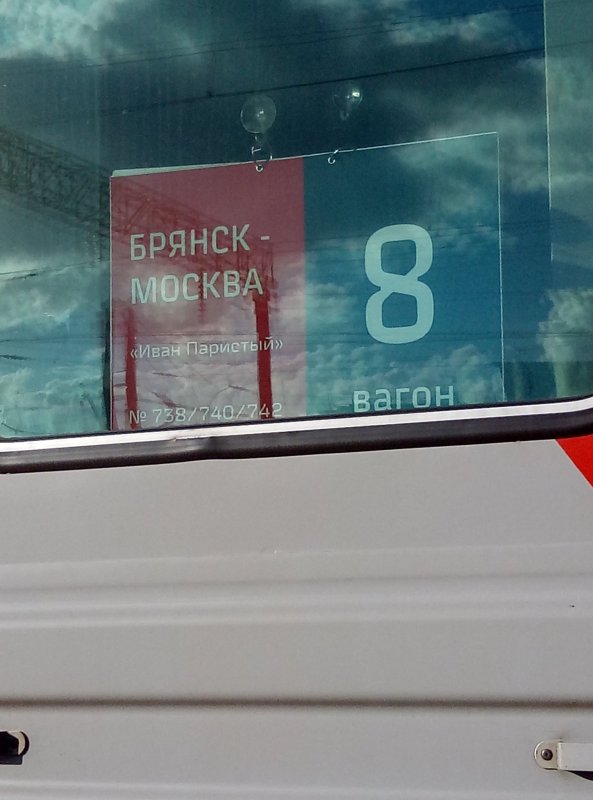 БРЯНСК -
МОСКВА
«Иван Паристый»
№ 738/740/742
8
вагон